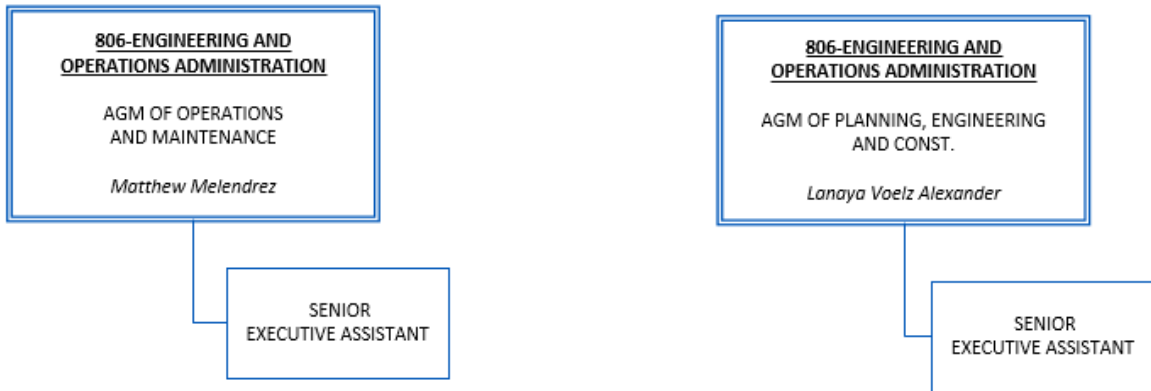 806-ENGINEERING AND
OPERATIONS ADMINISTRATION
AGM OF OPERATIONS
AND MAINTENANCE
Matthew Melendrez
SENIOR
EXECUTIVE ASSISTANT
806-ENGINEERING AND
OPERATIONS ADMINISTRATION
AGM OF PLANNING, ENGINEERING
AND CONST.
Lanaya Voelz Alexander
SENIOR
EXECUTIVE ASSISTANT